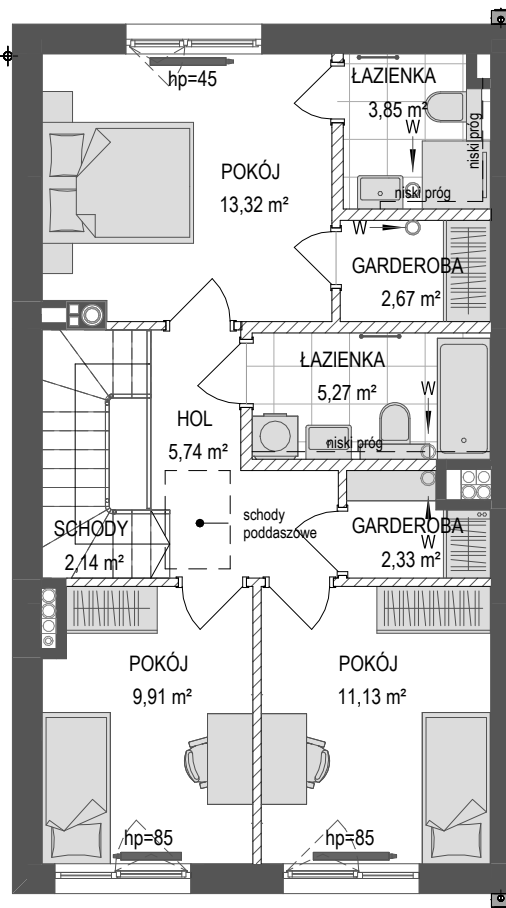 hp=45
ŁAZIENKA
3,85 m²
W
niski próg
niski próg
POKÓJ
13,32 m²
W
GARDEROBA
2,67 m²
ŁAZIENKA
5,27 m²
W
niski próg
HOL
5,74 m²
schody
poddaszowe
SCHODY
2,14 m²
GARDEROBA
W
2,33 m²
POKÓJ
9,91 m²
POKÓJ
11,13 m²
hp=85
hp=85